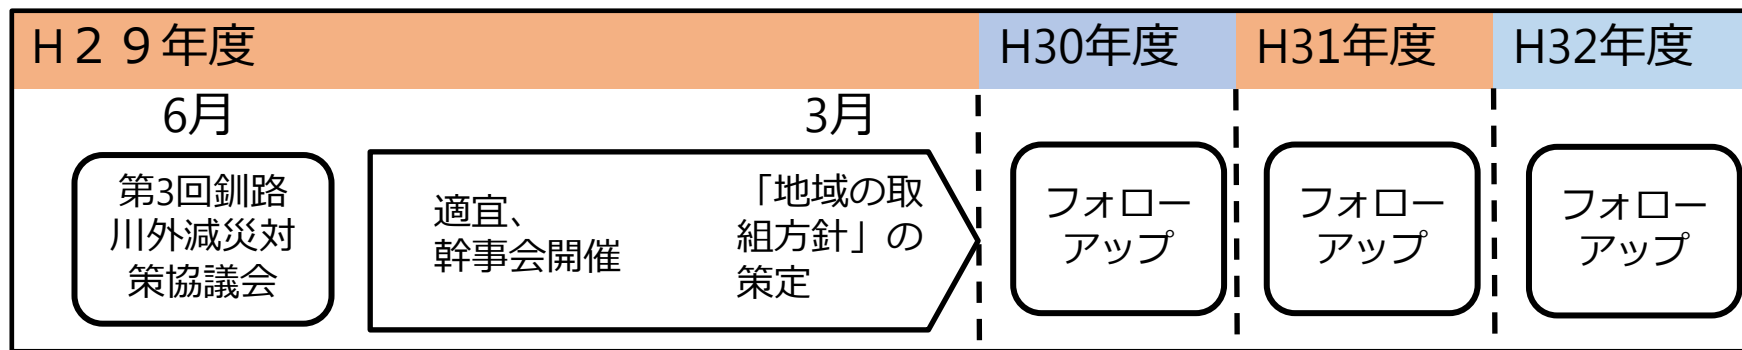 H２９年度
H30年度
H31年度
H32年度
6月
3月
第3回釧路
川外減災対
策協議会
適宜、
幹事会開催
「地域の取
組方針」の
策定
フォロー
アップ
フォロー
アップ
フォロー
アップ